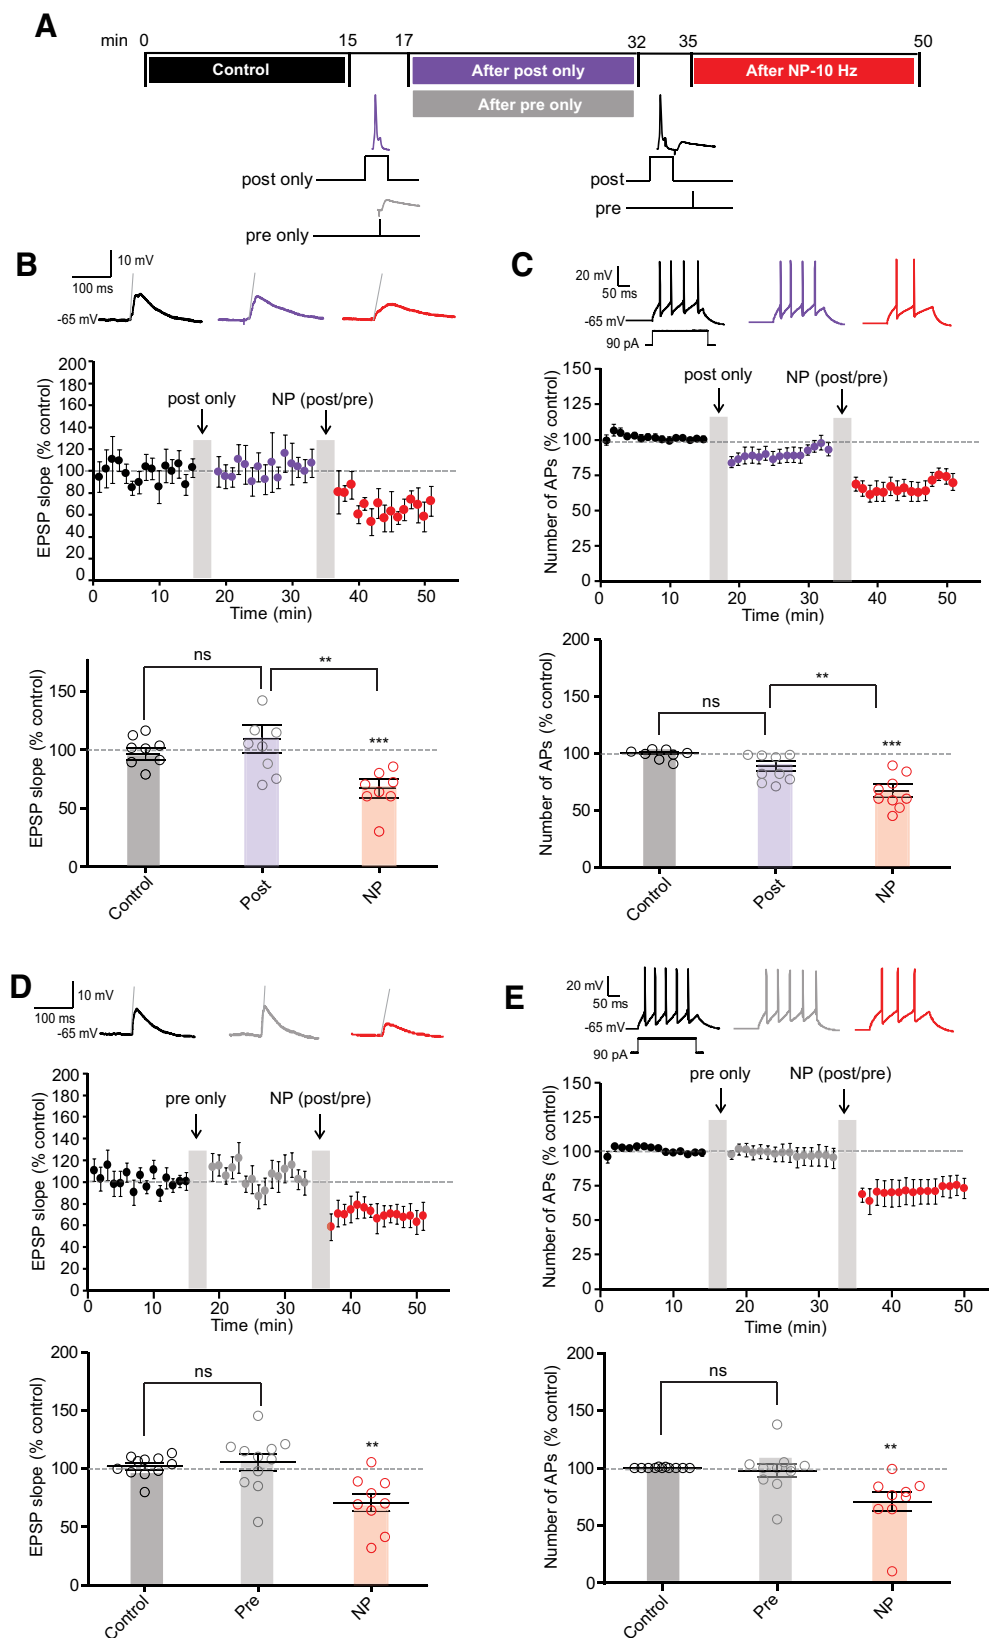 A
min 0 15 17 32 35 50
Control After post only After NP-10 Hz
After pre only
post only post
pre only pre
B
10 mV
100 ms
-65 mV
200
180
160
140
120
100
80
60
40
20
0
EPSP slope (% control)
post only NP (post/pre)
0 10 20 30 40 50
Time (min)
150
100
50
0
EPSP slope (% control)
ns **
***
Control Post NP
C
20 mV
50 ms
-65 mV
90 pA
150
125
100
75
50
25
0
Number of APs (% control)
post only NP (post/pre)
0 10 20 30 40 50
Time (min)
200
150
100
50
0
Number of APs (% control)
ns **
***
Control Post NP
D
10 mV
100 ms
-65 mV
200
180
160
140
120
100
80
60
40
20
0
EPSP slope (% control)
pre only NP (post/pre)
0 10 20 30 40 50
Time (min)
200
150
100
50
0
EPSP slope (% control)
ns
**
Control Pre NP
E
20 mV
50 ms
-65 mV
90 pA
150
125
100
75
50
25
0
Number of APs (% control)
pre only NP (post/pre)
0 10 20 30 40 50
Time (min)
200
150
100
50
0
Number of APs (% control)
ns
**
Control Pre NP